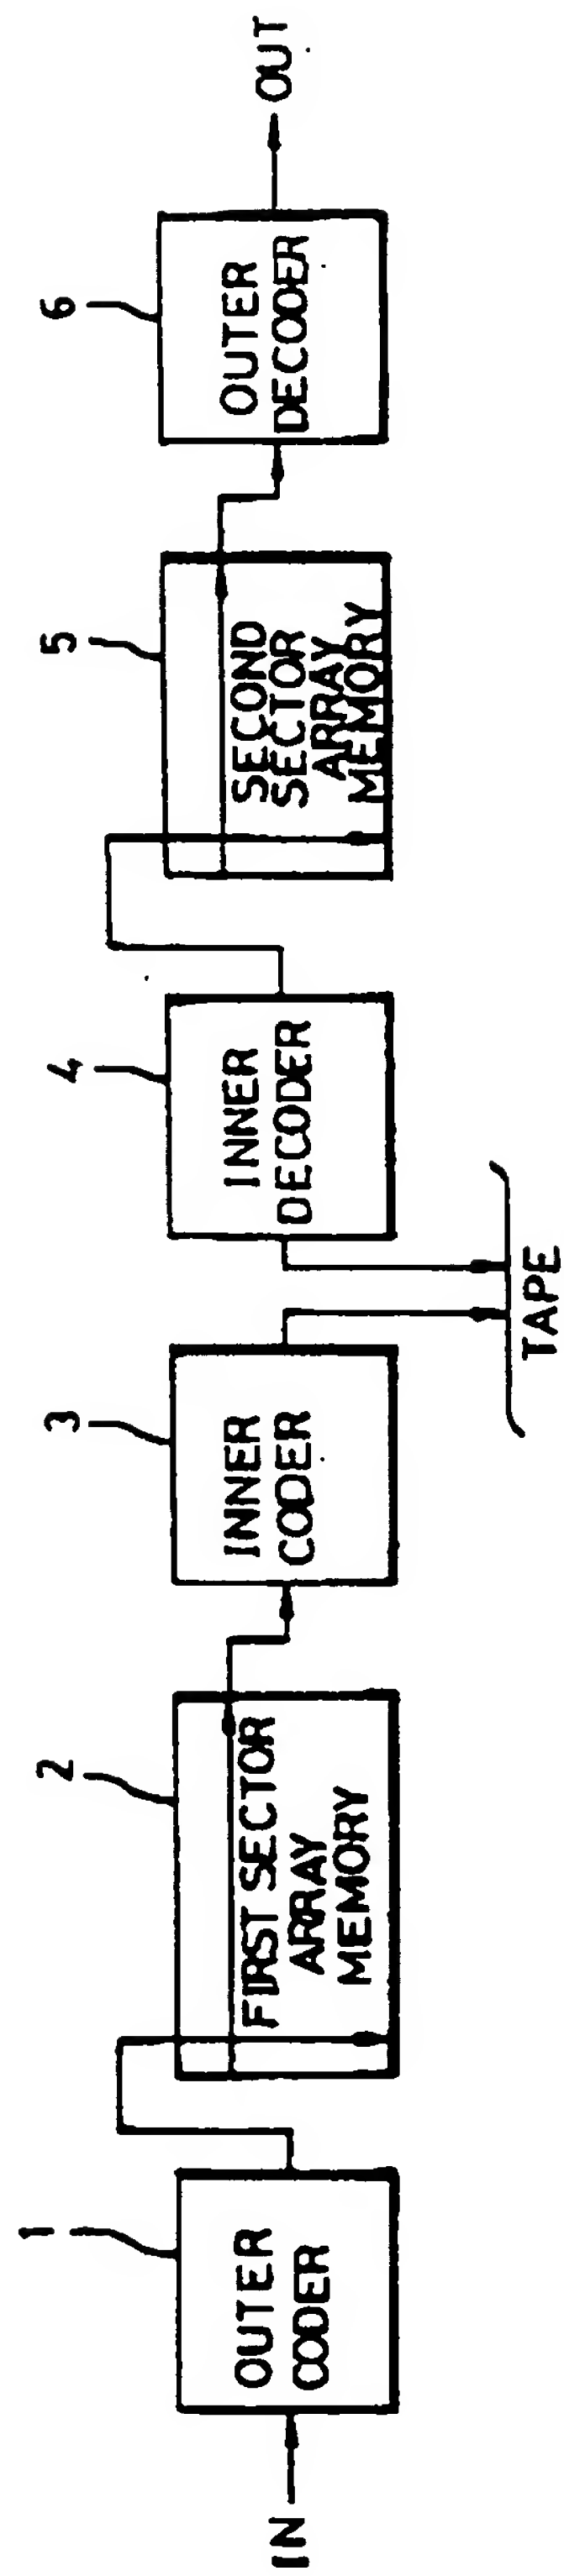 IN
1
OUTER
CODER
2
FIRST SECTOR
ARRAY
MEMORY
3
INNER
CODER
TAPE
4
INNER
DECODER
5
SECOND
SECTOR
ARRAY
MEMORY
6
OUTER
DECODER
OUT